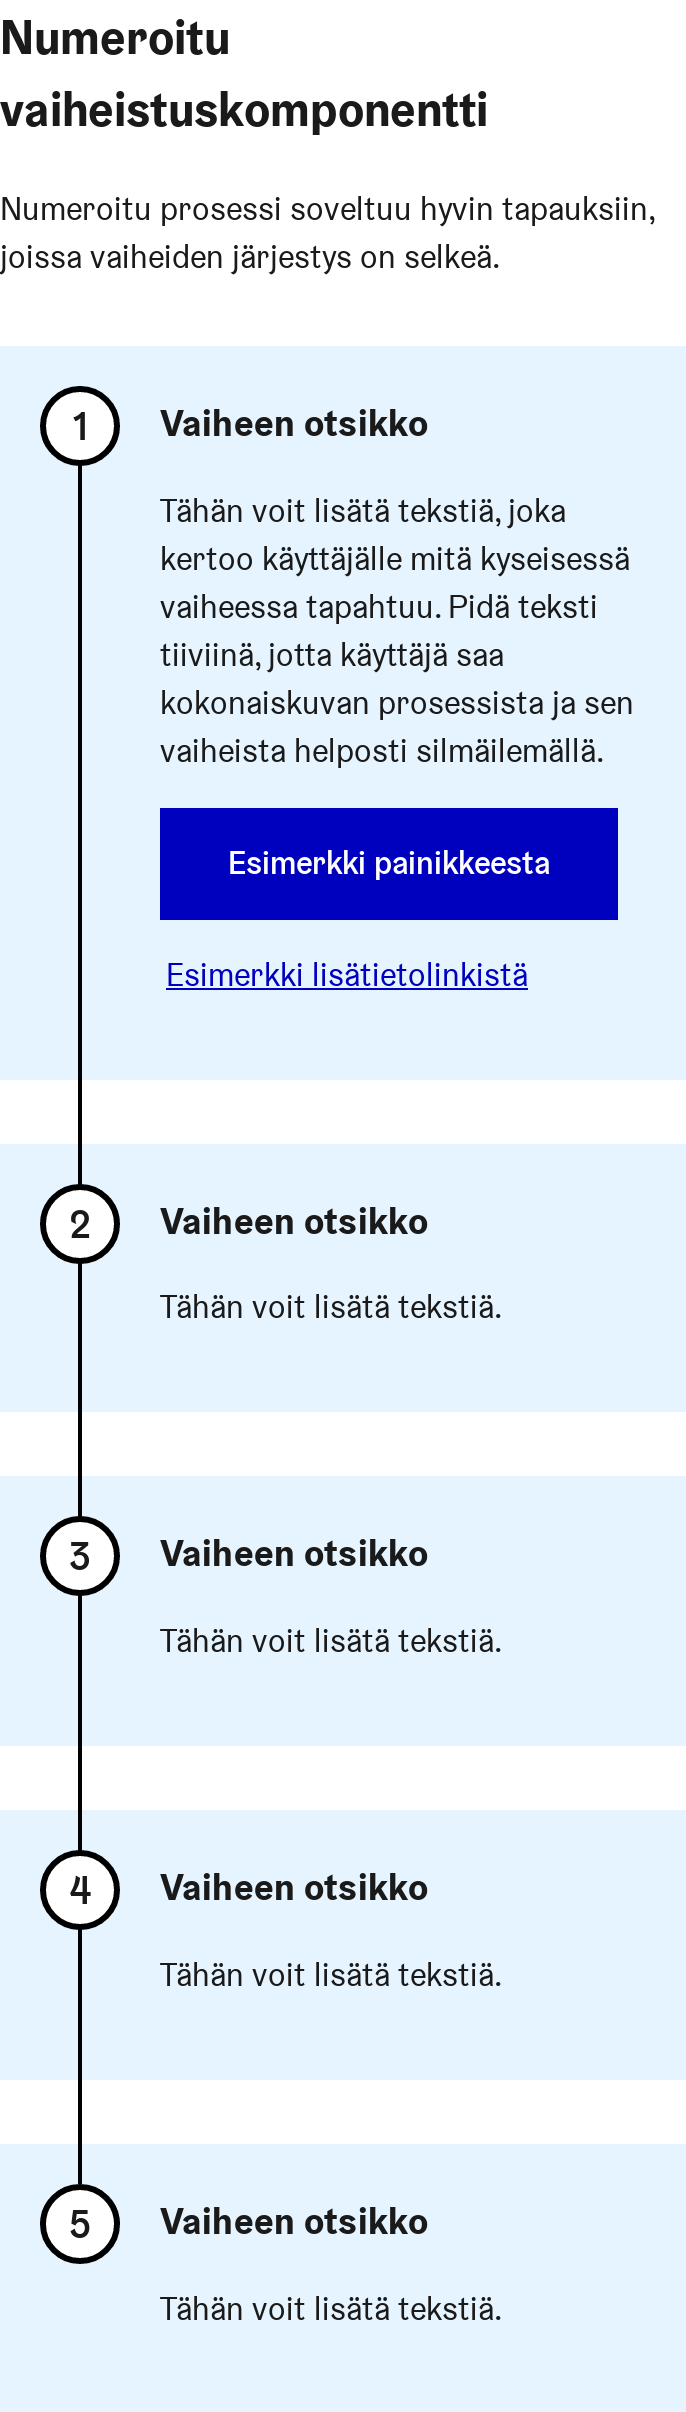 Numeroitu
vaiheistuskomponentti
Numeroitu prosessi soveltuu hyvin tapauksiin,
joissa vaiheiden järjestys on selkeä.
1
Vaiheen otsikko
Tähän voit lisätä tekstiä, joka
kertoo käyttäjälle mitä kyseisessä
vaiheessa tapahtuu. Pidä teksti
tiiviinä, jotta käyttäjä saa
kokonaiskuvan prosessista ja sen
vaiheista helposti silmäilemällä.
Esimerkki painikkeesta
Esimerkki lisätietolinkistä
2
Vaiheen otsikko
Tähän voit lisätä tekstiä.
3
Vaiheen otsikko
Tähän voit lisätä tekstiä.
4
Vaiheen otsikko
Tähän voit lisätä tekstiä.
5
Vaiheen otsikko
Tähän voit lisätä tekstiä.